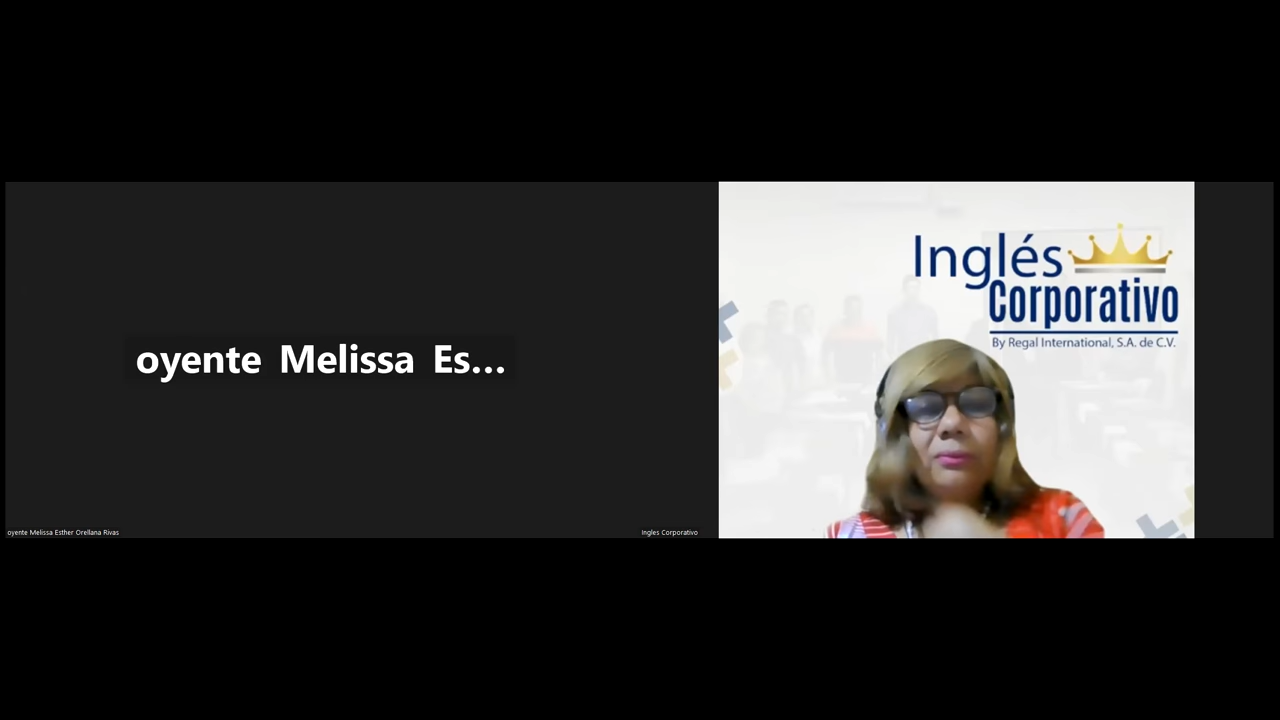 oyente Melissa Es...
oyente Melissa Esther Orellana Rivas
Ingles Corporativo
Inglés
Corporativo
By Regal International, S.A. de C.V.